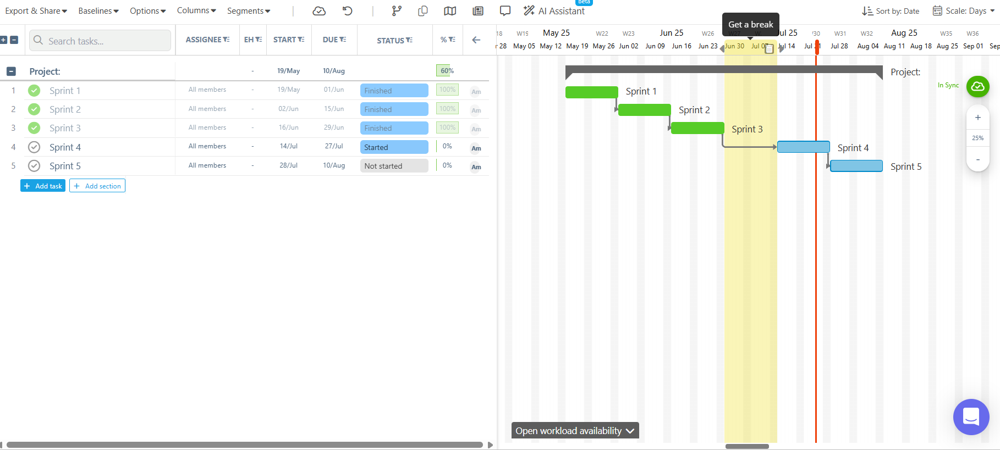 Export & Share Baselines Options Columns Segments AI Assistant Beta Sort by: Date Scale: Days
Get a break
Search tasks...
ASSIGNEE EH START DUE STATUS %
18 W19 May 25 W22 W23 Jun 25 W26 W27 Jul 25 W31 W32 Aug 25 W35 W36
28 May 05 May 12 May 19 May 26 Jun 02 Jun 09 Jun 16 Jun 23 Jun 30 Jul 07 Jul 14 Jul 21 Jul 28 Aug 04 Aug 11 Aug 18 Aug 25 Sep 01 Sep
Project: - 19/May 10/Aug 60%
1 Sprint 1 All members - 19/May 01/Jun Finished 100% Am
2 Sprint 2 All members - 02/Jun 15/Jun Finished 100% Am
3 Sprint 3 All members - 16/Jun 29/Jun Finished 100% Am
4 Sprint 4 All members - 14/Jul 27/Jul Started 0% Am
5 Sprint 5 All members - 28/Jul 10/Aug Not started 0% Am
+ Add task + Add section
Project:
In Sync
Sprint 1
Sprint 2
Sprint 3
Sprint 4
Sprint 5
+
25%
-
Open workload availability